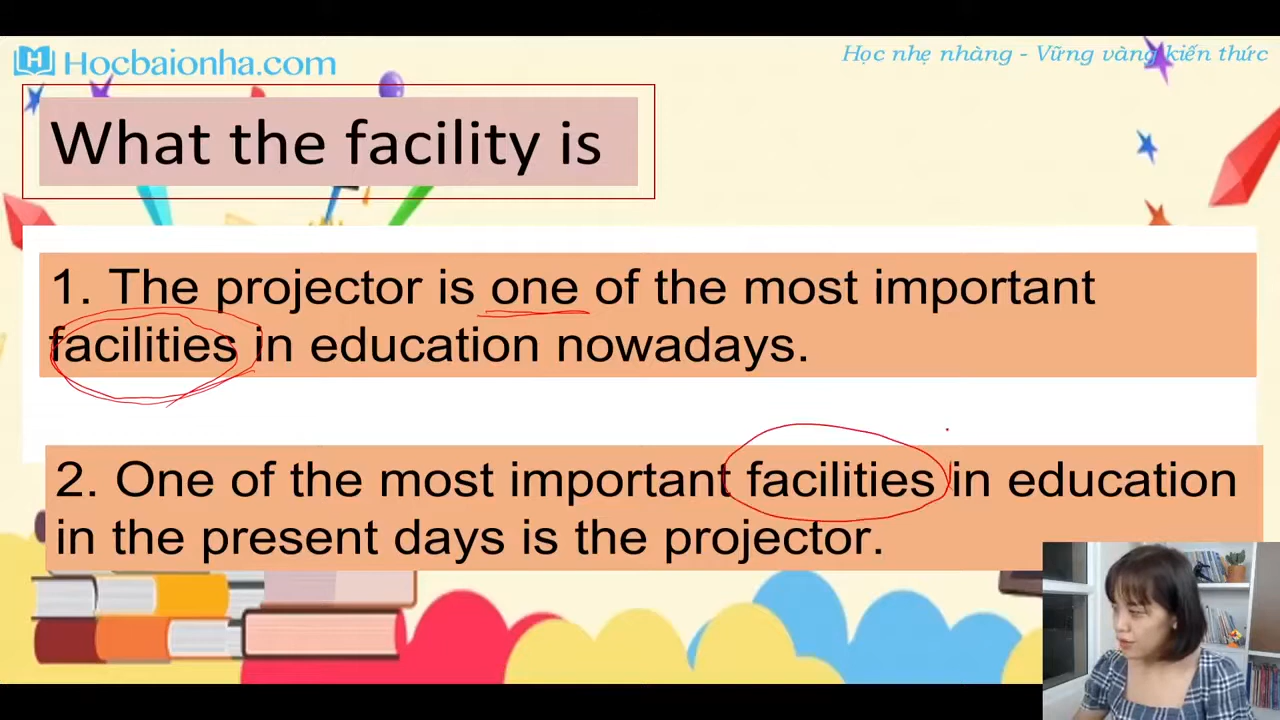 Hocbaionha.com
Học nhẹ nhàng - Vững vàng kiến thức
What the facility is
1. The projector is one of the most important
facilities in education nowadays.
2. One of the most important facilities in education
in the present days is the projector.